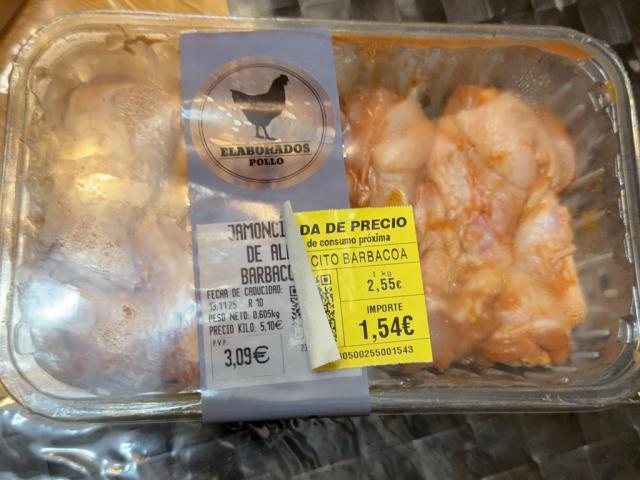 ELABORADOS
POLLO
JAMONCI
DE AL
BARBACO
FECHA DE CADUCIDAD:
13.11.25 R 10
PESO NETO: 0,605kg
PRECIO KILO: 5,10€
P.V.P.
3,09€
DA DE PRECIO
de consumo próxima
CITO BARBACOA
1 kg
2,55€
IMPORTE
1,54€
0500255001543